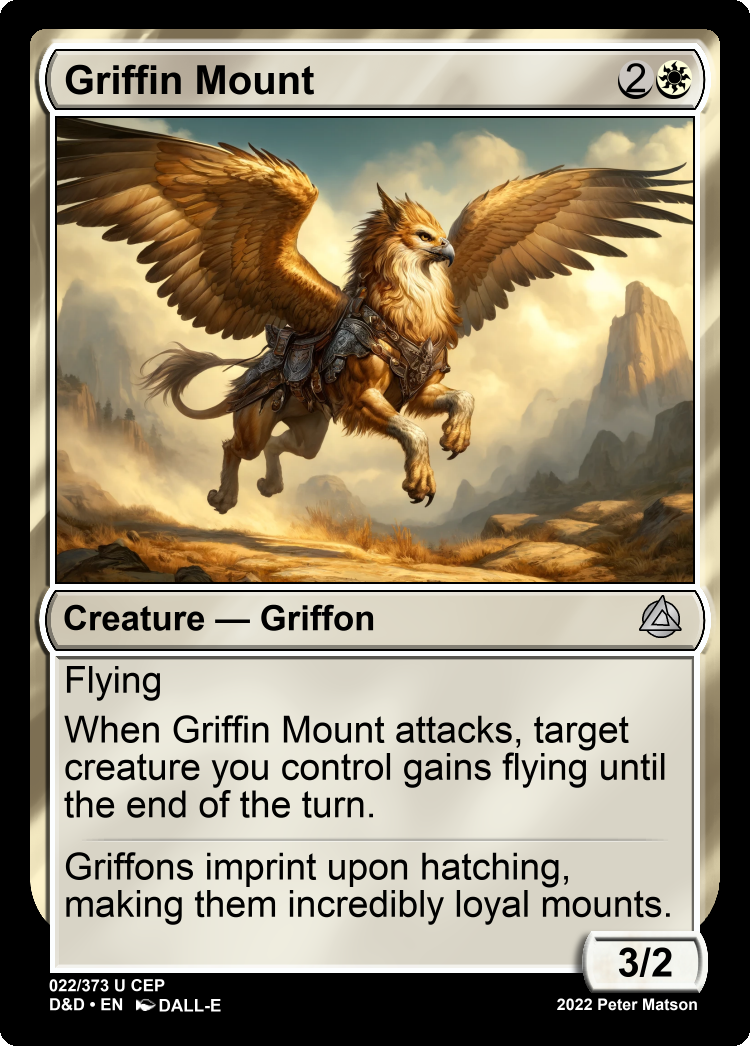 Griffin Mount 2
Creature — Griffon
Flying
When Griffin Mount attacks, target
creature you control gains flying until
the end of the turn.
Griffons imprint upon hatching,
making them incredibly loyal mounts.
3/2
022/373 U CEP
D&D • EN DALL-E
2022 Peter Matson